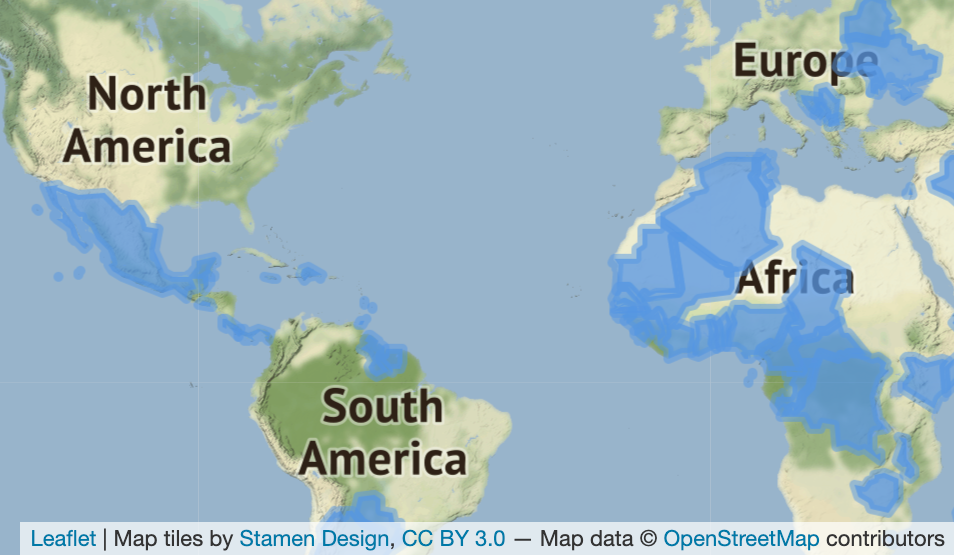 North
America
Europe
Africa
South
America
Leaflet | Map tiles by Stamen Design, CC BY 3.0 — Map data © OpenStreetMap contributors